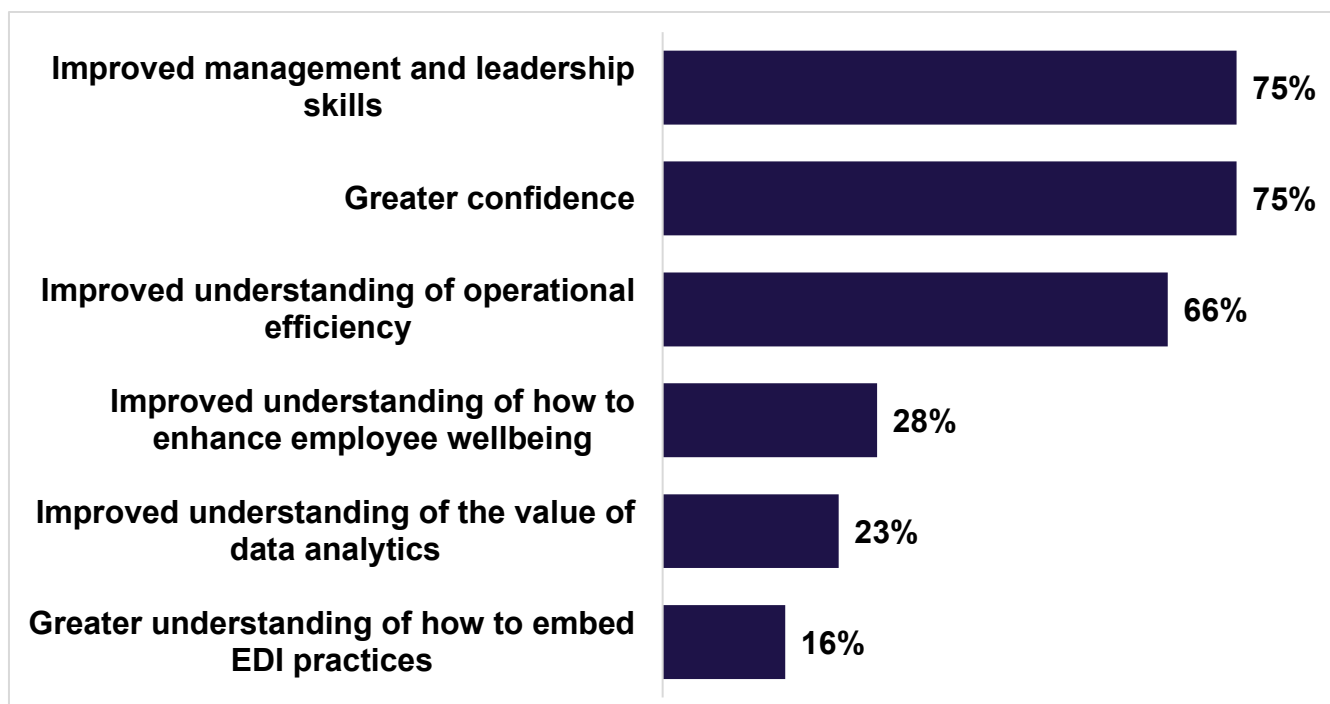 Improved management and leadership
skills
75%
Greater confidence
75%
Improved understanding of operational
efficiency
66%
Improved understanding of how to
enhance employee wellbeing
28%
Improved understanding of the value of
data analytics
23%
Greater understanding of how to embed
EDI practices
16%